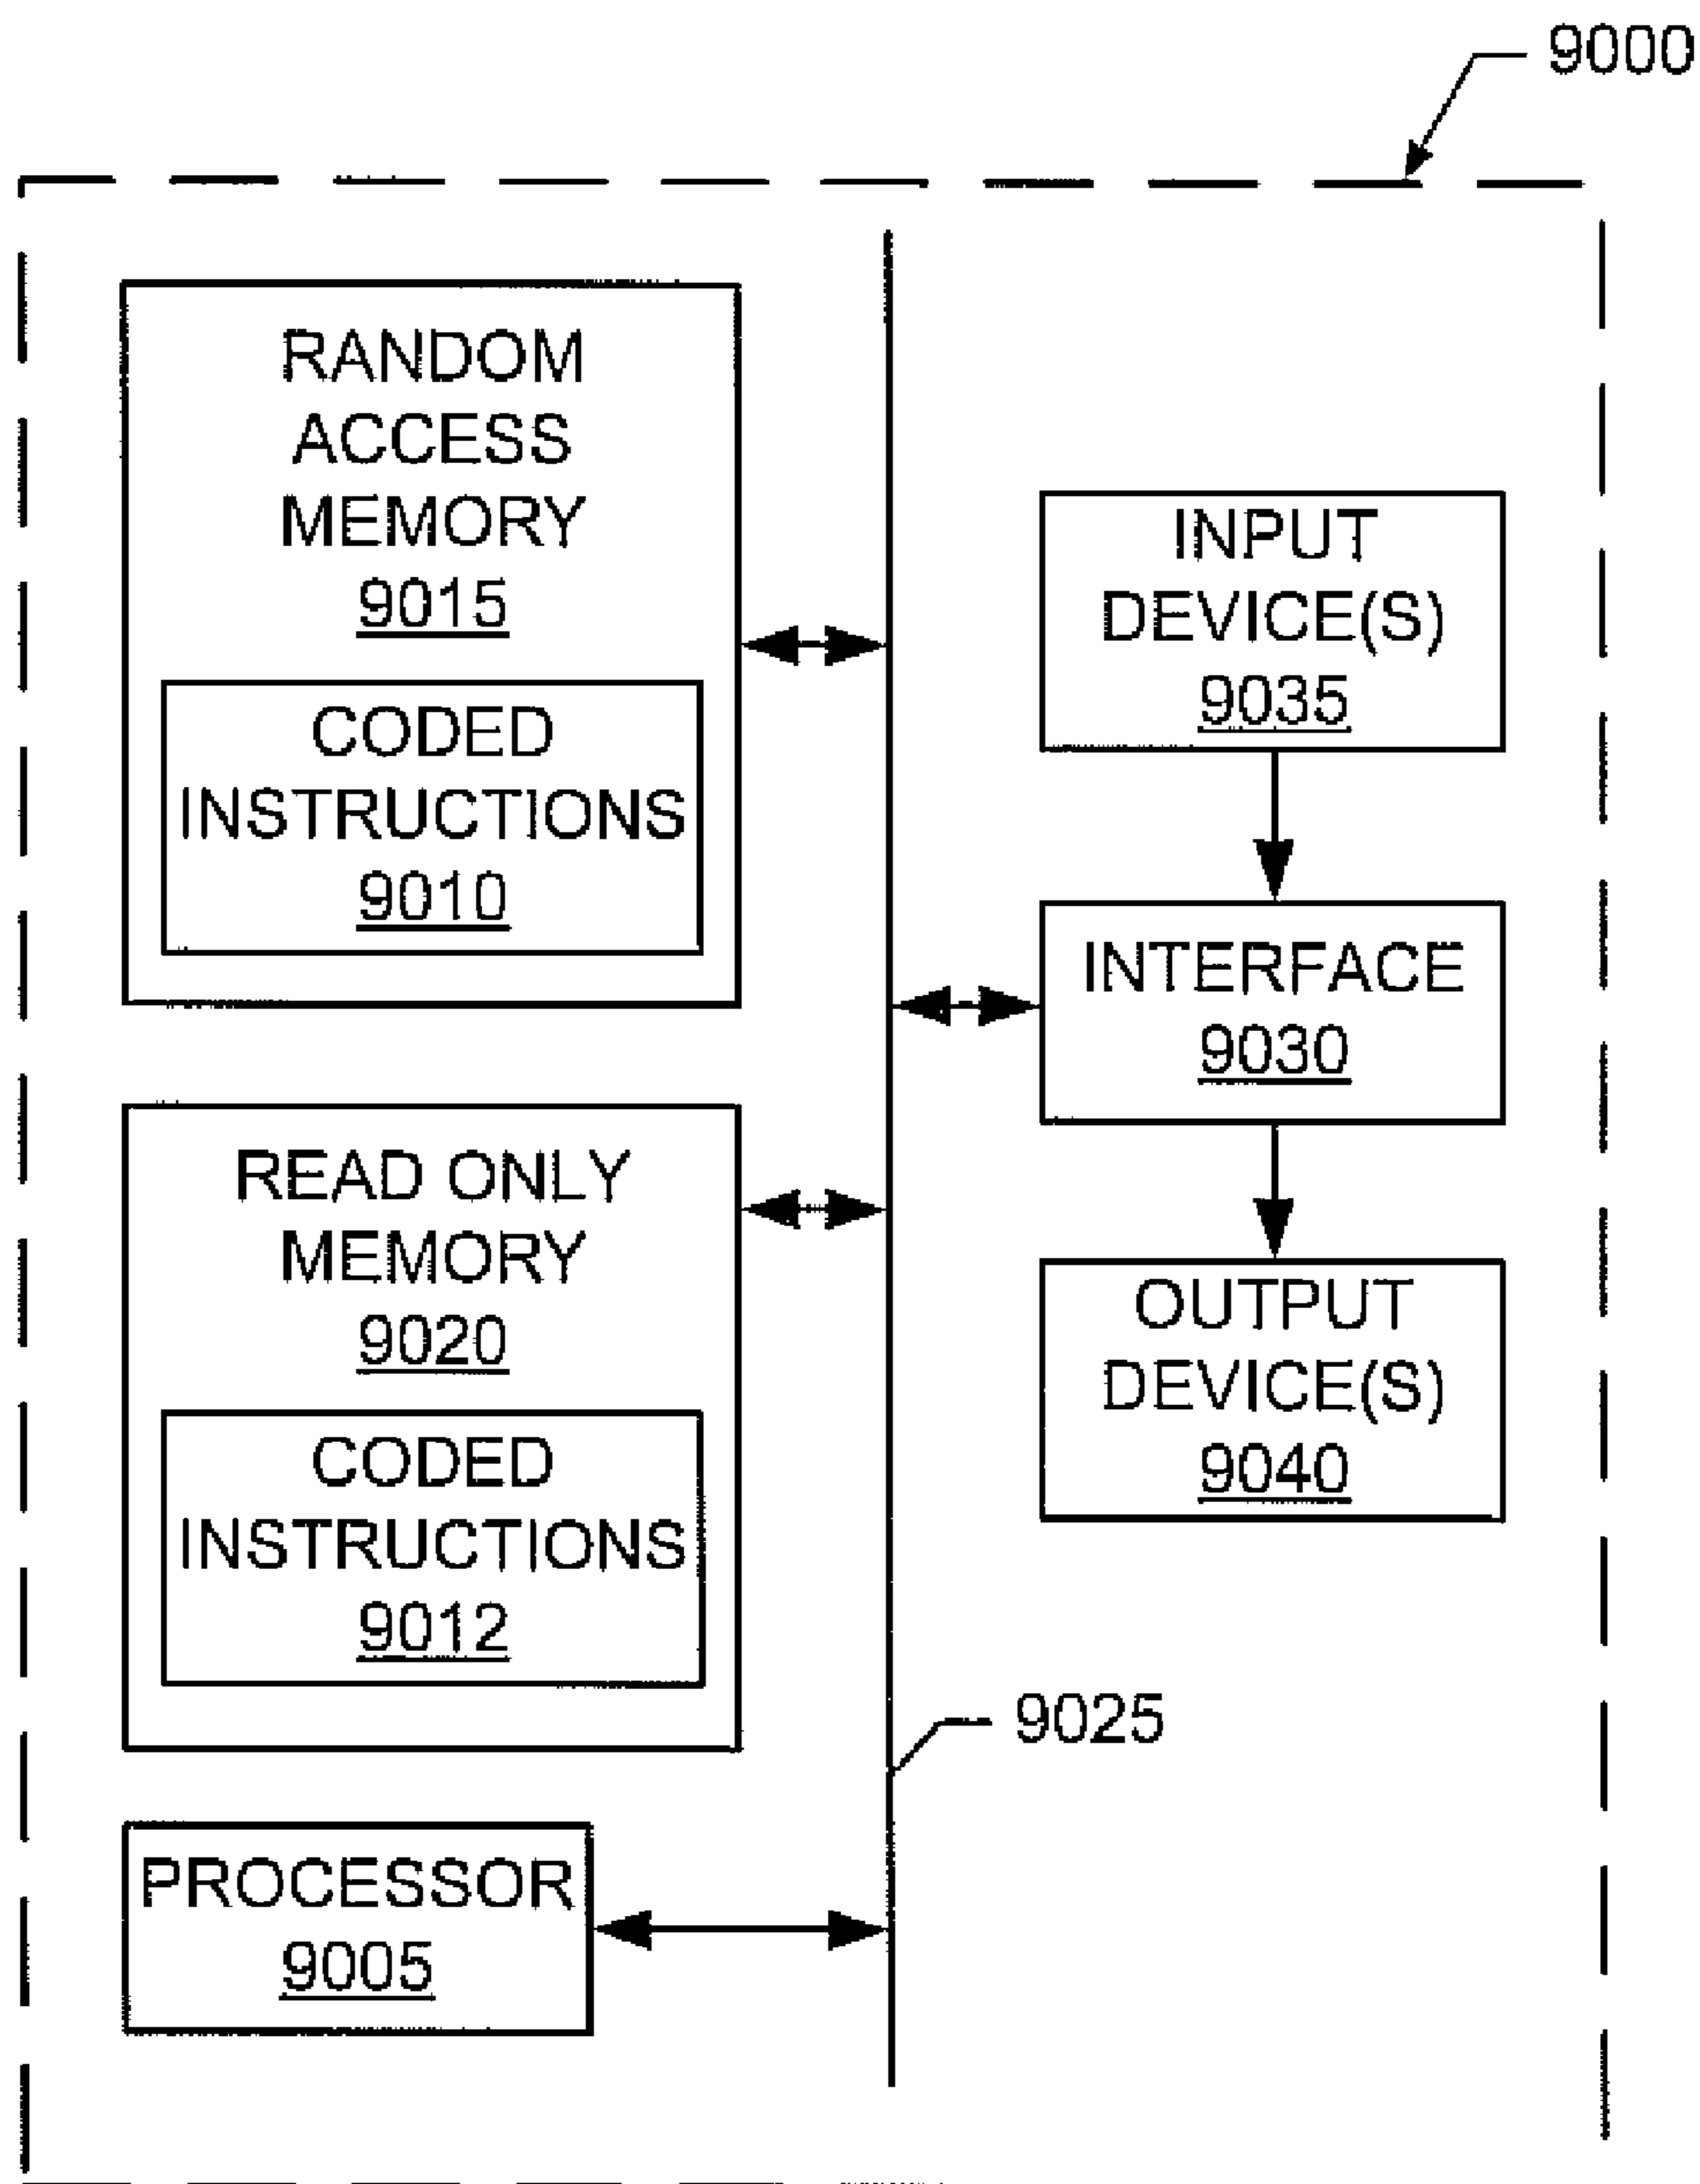 9000
RANDOM
ACCESS
MEMORY
9015
CODED
INSTRUCTIONS
9010
READ ONLY
MEMORY
9020
CODED
INSTRUCTIONS
9012
PROCESSOR
9005
INPUT
DEVICE(S)
9035
INTERFACE
9030
OUTPUT
DEVICE(S)
9040
9025